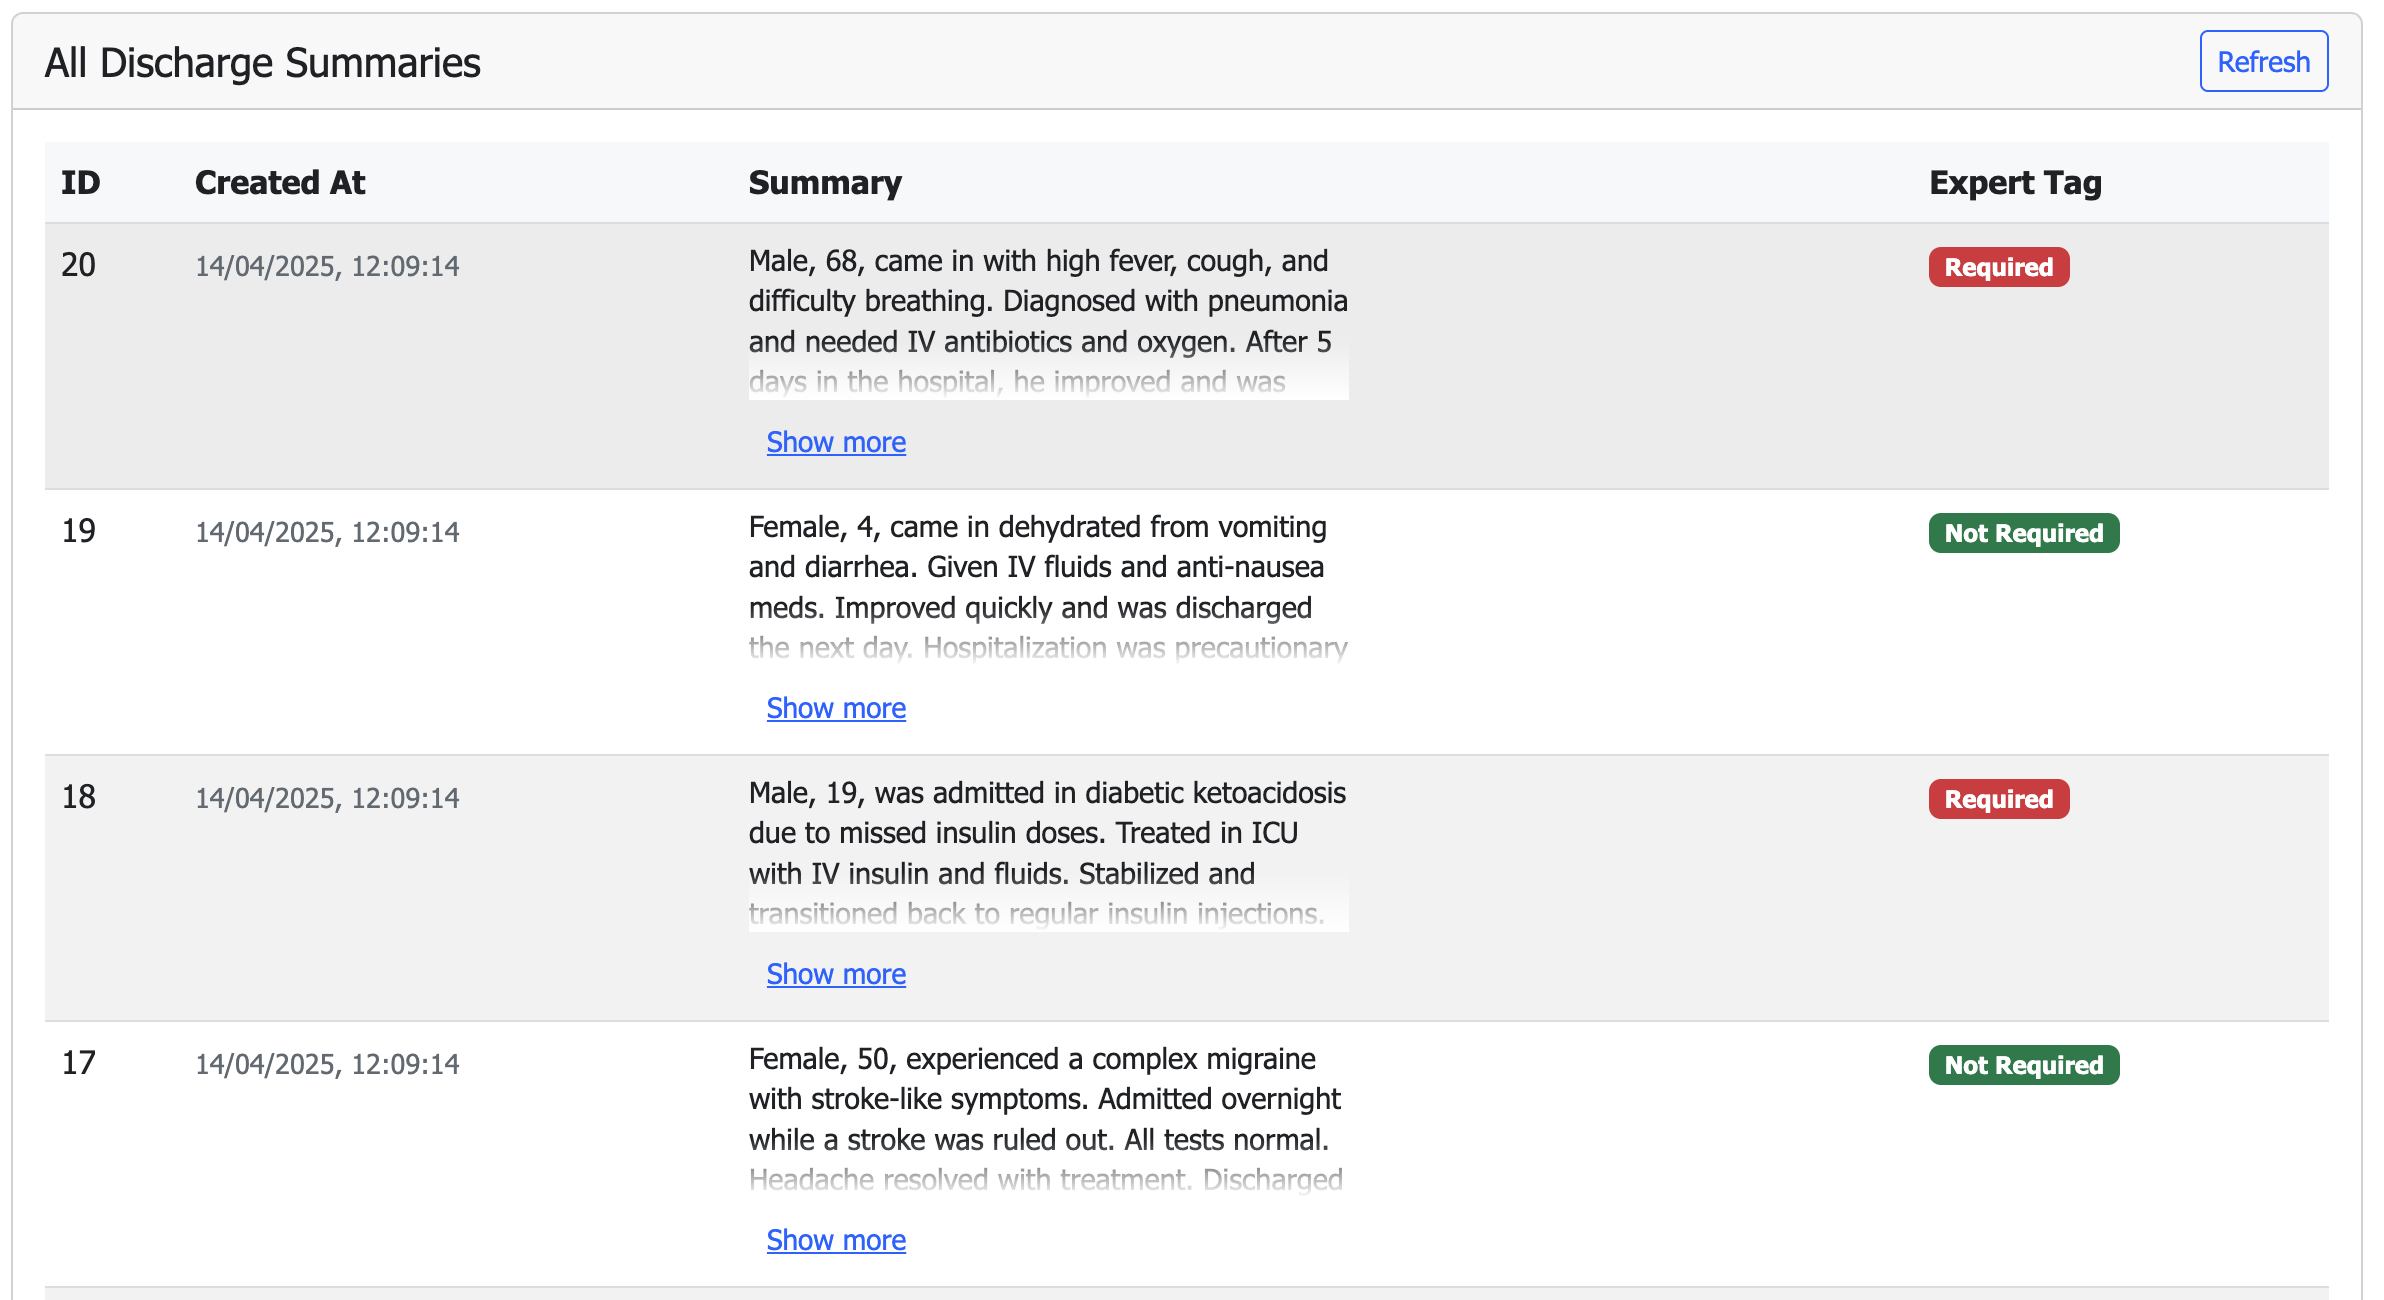 All Discharge Summaries
Refresh
ID Created At Summary Expert Tag
20 14/04/2025, 12:09:14 Male, 68, came in with high fever, cough, and Required
difficulty breathing. Diagnosed with pneumonia
and needed IV antibiotics and oxygen. After 5
days in the hospital, he improved and was
Show more
19 14/04/2025, 12:09:14 Female, 4, came in dehydrated from vomiting Not Required
and diarrhea. Given IV fluids and anti-nausea
meds. Improved quickly and was discharged
the next day. Hospitalization was precautionary
Show more
18 14/04/2025, 12:09:14 Male, 19, was admitted in diabetic ketoacidosis Required
due to missed insulin doses. Treated in ICU
with IV insulin and fluids. Stabilized and
transitioned back to regular insulin injections.
Show more
17 14/04/2025, 12:09:14 Female, 50, experienced a complex migraine Not Required
with stroke-like symptoms. Admitted overnight
while a stroke was ruled out. All tests normal.
Headache resolved with treatment. Discharged
Show more